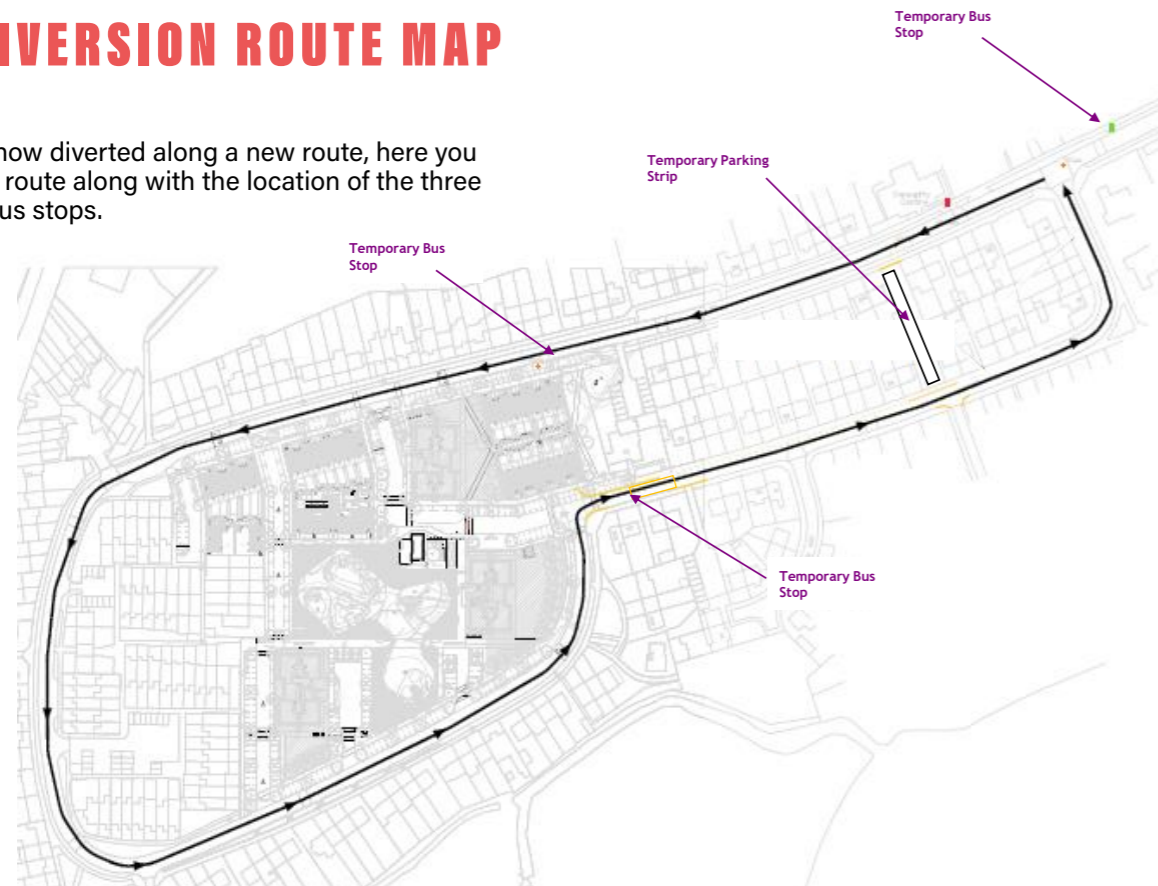 IVERSION ROUTE MAP
now diverted along a new route, here you
route along with the location of the three
us stops.
Temporary Bus
Stop
Temporary Parking
Strip
Temporary Bus
Stop
Temporary Bus
Stop